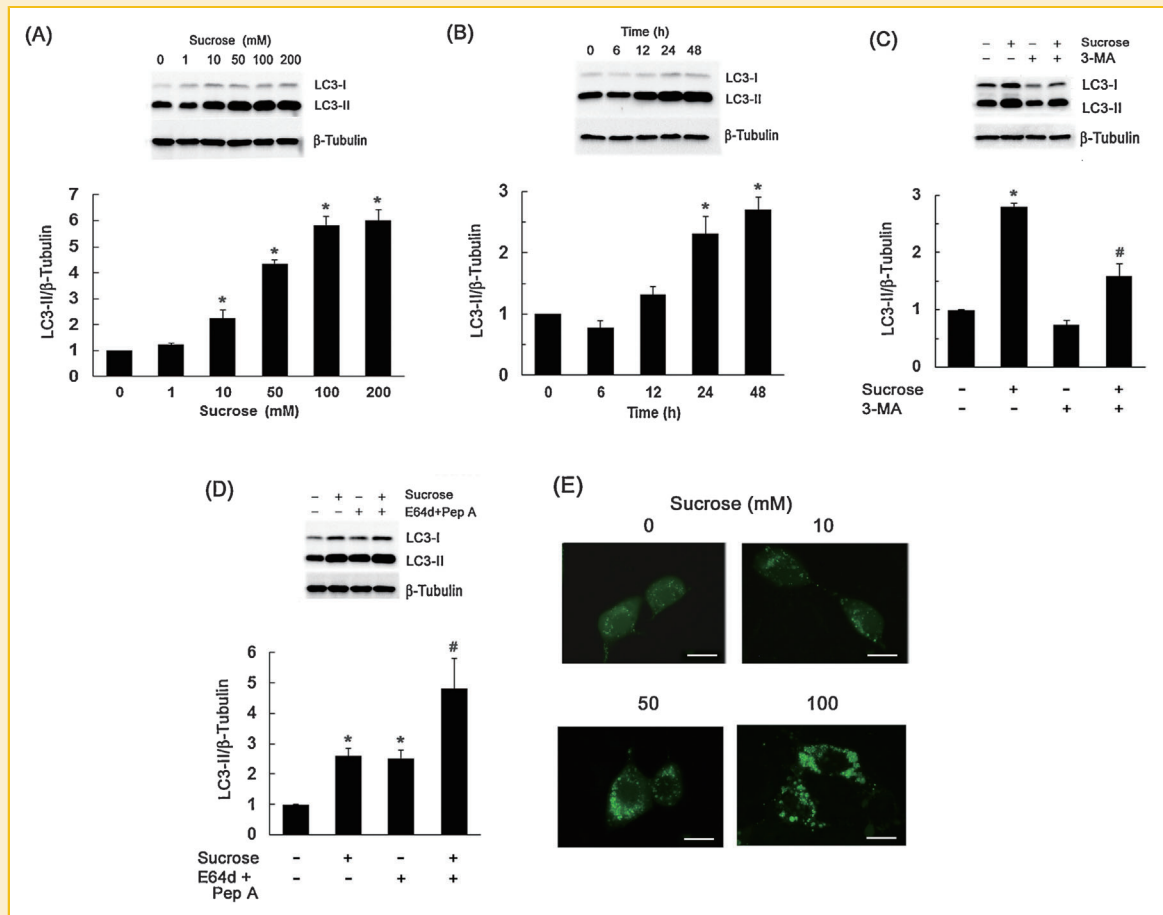 (A)
Sucrose (mM)
0 1 10 50 100 200
LC3-I
LC3-II
β-Tubulin
LC3-II/β-Tubulin
7
6
5
4
3
2
1
0
* * * *
0 1 10 50 100 200
Sucrose (mM)
(B)
Time (h)
0 6 12 24 48
LC3-I
LC3-II
β-Tubulin
LC3-II/β-Tubulin
3
2
1
0
* *
0 6 12 24 48
Time (h)
(C)
– + – + Sucrose
– – + + 3-MA
LC3-I
LC3-II
β-Tubulin
LC3-II/β-Tubulin
3
2
1
0
* #
Sucrose – + – +
3-MA – – + +
(D)
– + – + Sucrose
– – + + E64d+Pep A
LC3-I
LC3-II
β-Tubulin
LC3-II/β-Tubulin
6
5
4
3
2
1
0
* * #
Sucrose – + – +
E64d + – – + +
Pep A
(E)
Sucrose (mM)
0 10
50 100